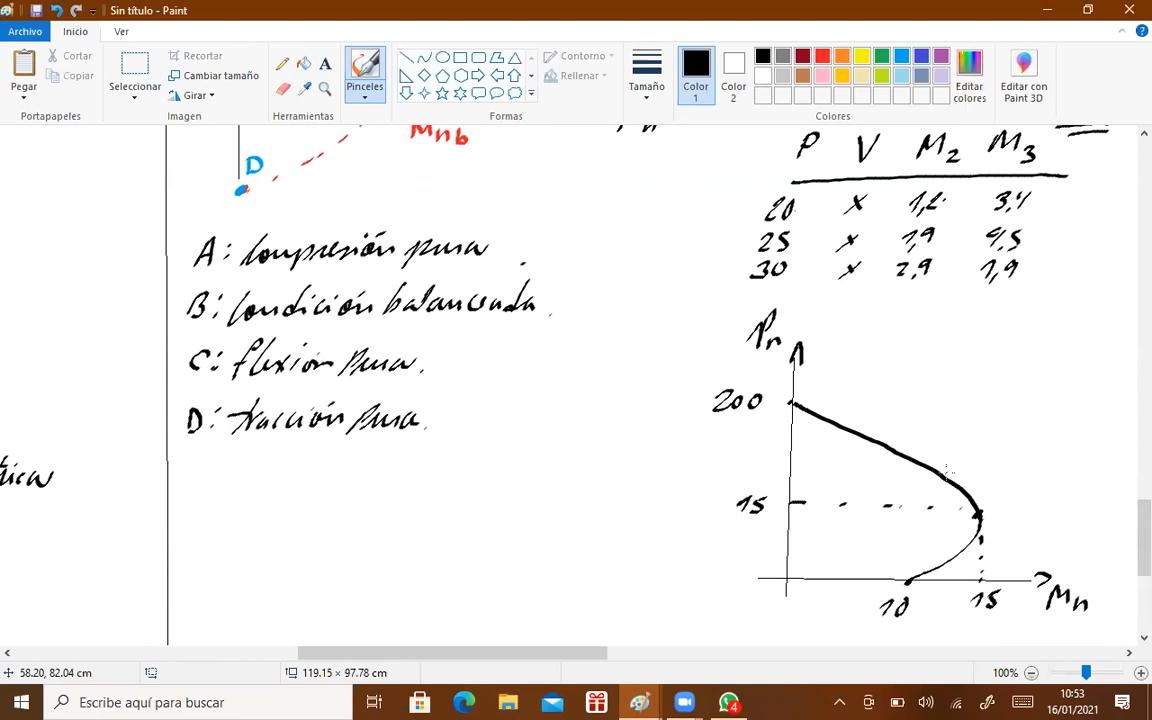 Sin título - Paint
Archivo
Inicio
Ver
Pegar
Cortar
Copiar
Portapapeles
Seleccionar
Recortar
Cambiar tamaño
Girar
Imagen
Herramientas
Pinceles
Contorno
Rellenar
Formas
Tamaño
Color 1
Color 2
Colores
Editar colores
Editar con Paint 3D
Mnb
D
P V M2 M3
20 x 1,2 3,4
25 x 1,9 4,5
30 x 2,9 1,9
A: Compresión pura
B: Condición balanceada.
C: flexión pura.
D: tracción pura.
Pn
200
15
10
15
Mn
58.20, 82.04 cm
119.15 × 97.78 cm
100%
Escribe aquí para buscar
4
10:53
16/01/2021